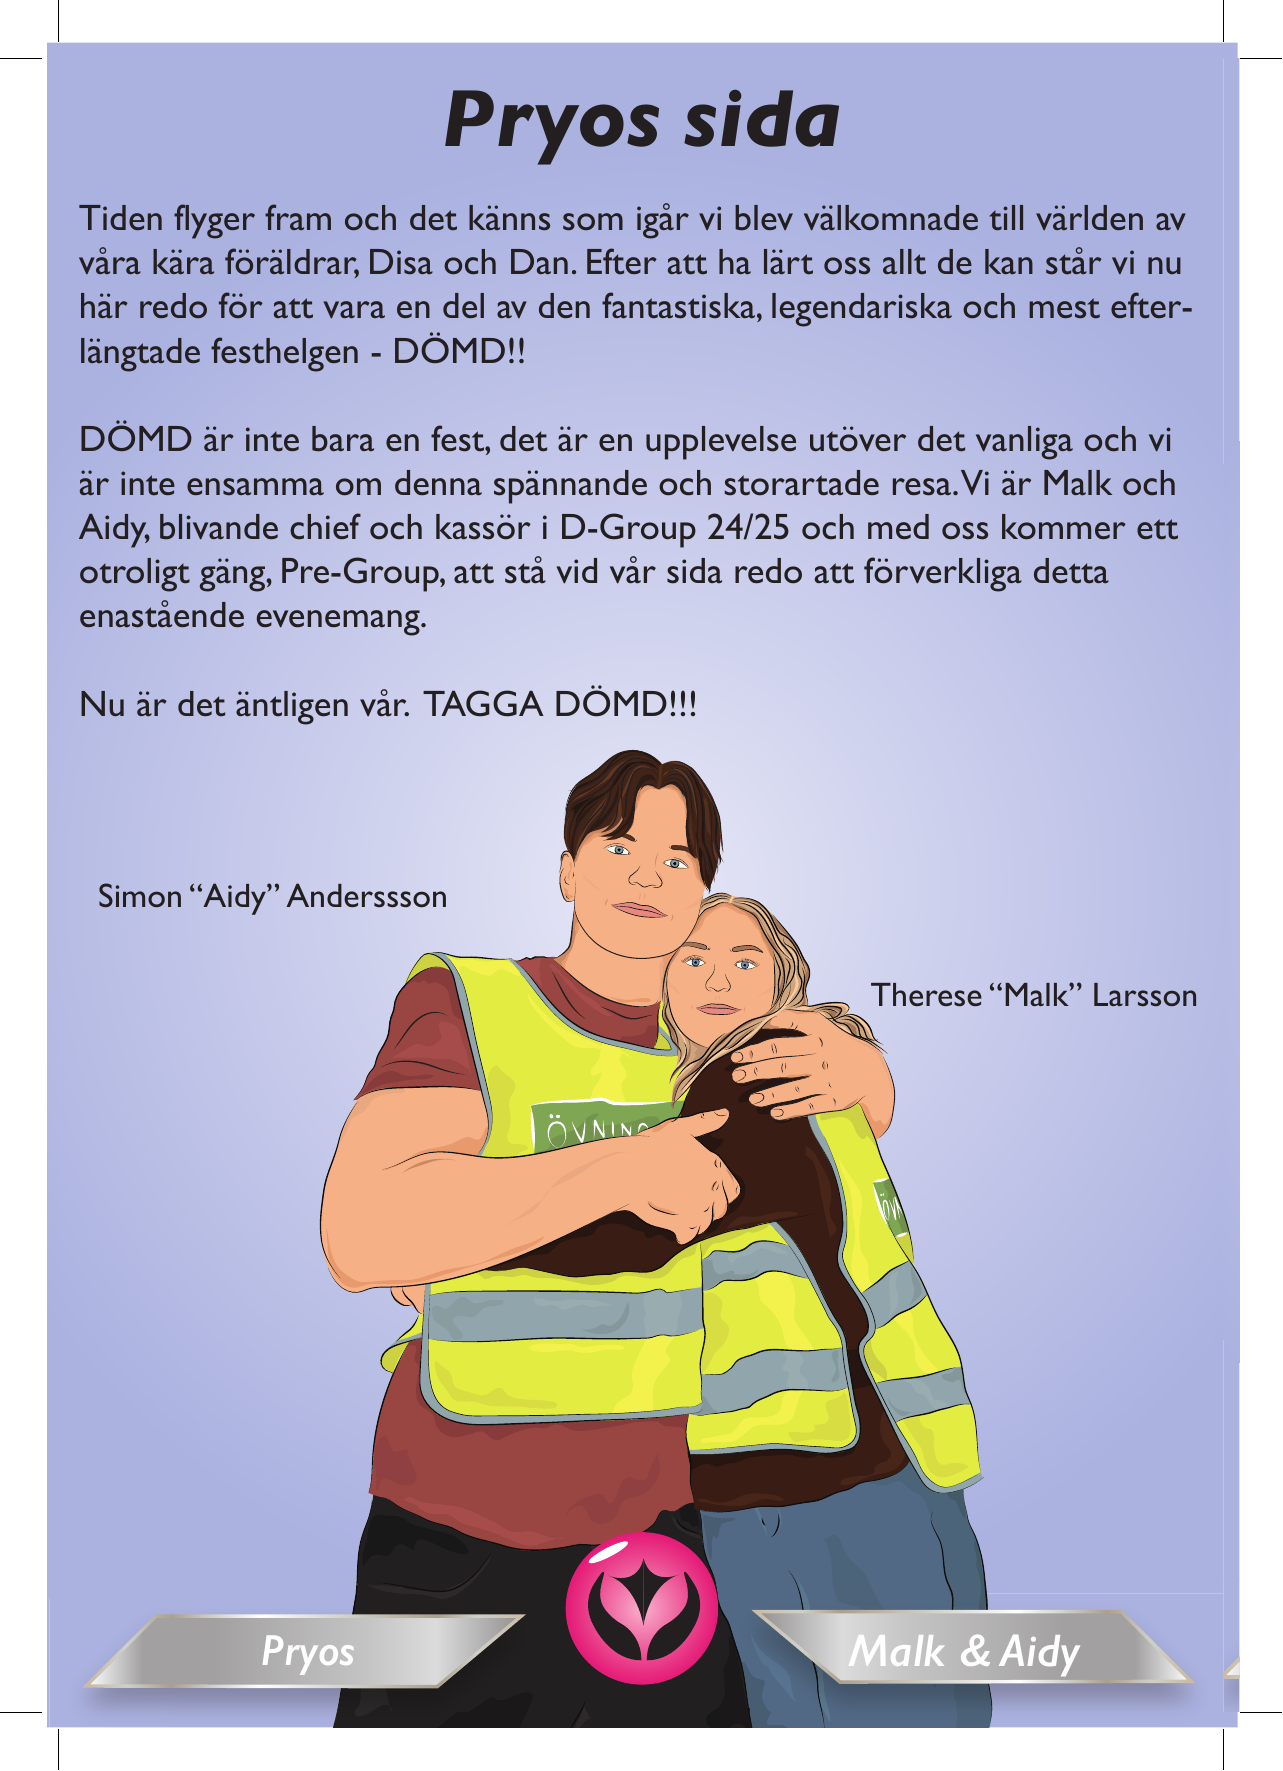 Pryos sida
Tiden flyger fram och det känns som igår vi blev välkomnade till världen av
våra kära föräldrar, Disa och Dan. Efter att ha lärt oss allt de kan står vi nu
här redo för att vara en del av den fantastiska, legendariska och mest efter-
längtade festhelgen - DÖMD!!
DÖMD är inte bara en fest, det är en upplevelse utöver det vanliga och vi
är inte ensamma om denna spännande och storartade resa. Vi är Malk och
Aidy, blivande chief och kassör i D-Group 24/25 och med oss kommer ett
otroligt gäng, Pre-Group, att stå vid vår sida redo att förverkliga detta
enastående evenemang.
Nu är det äntligen vår. TAGGA DÖMD!!!
Simon “Aidy” Anderssson
Therese “Malk” Larsson
ÖVNING
ÖVN
Pryos
Malk & Aidy